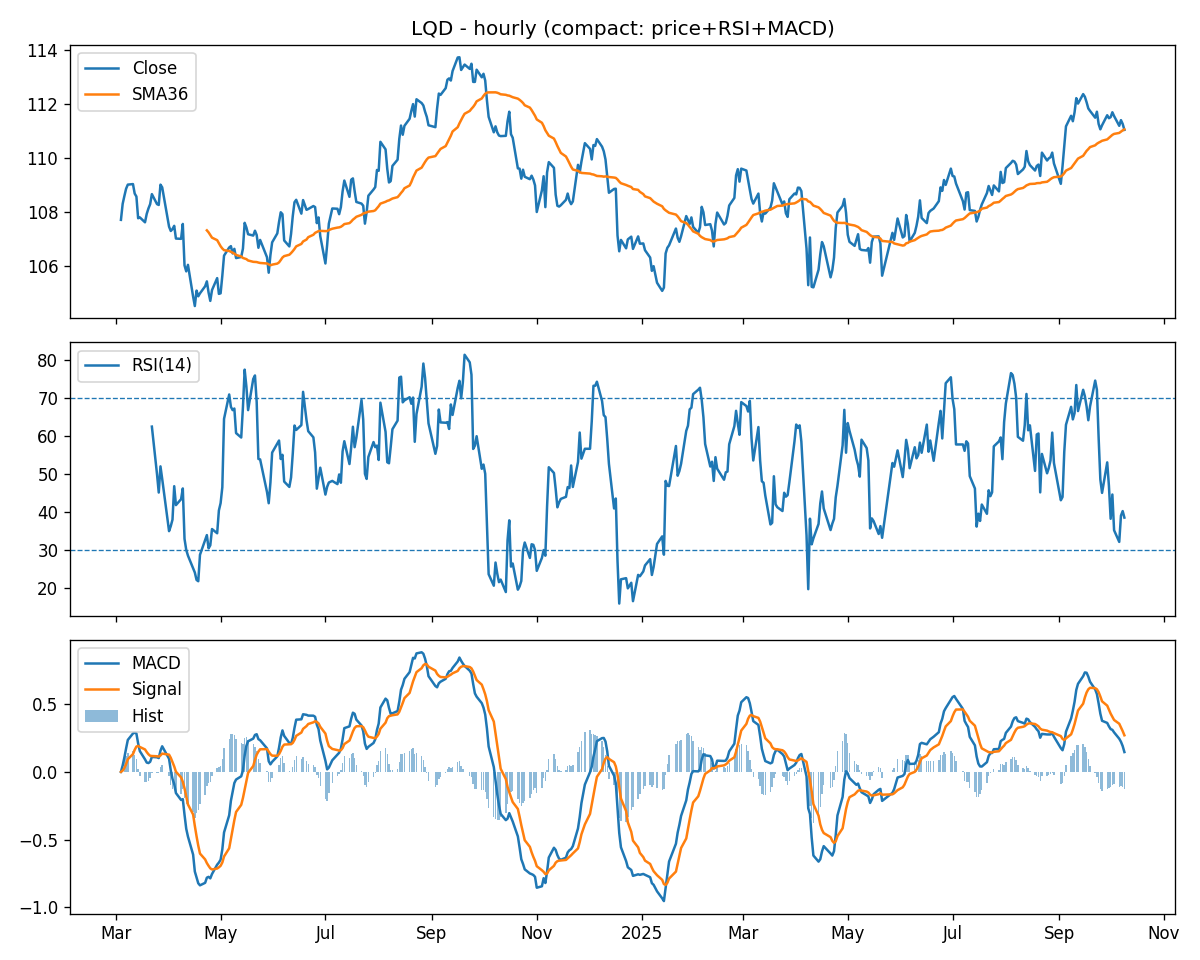 LQD - hourly (compact: price+RSI+MACD)
114
112
110
108
106
Close
SMA36
80
70
60
50
40
30
20
RSI(14)
0.5
0.0
−0.5
−1.0
MACD
Signal
Hist
Mar May Jul Sep Nov 2025 Mar May Jul Sep Nov